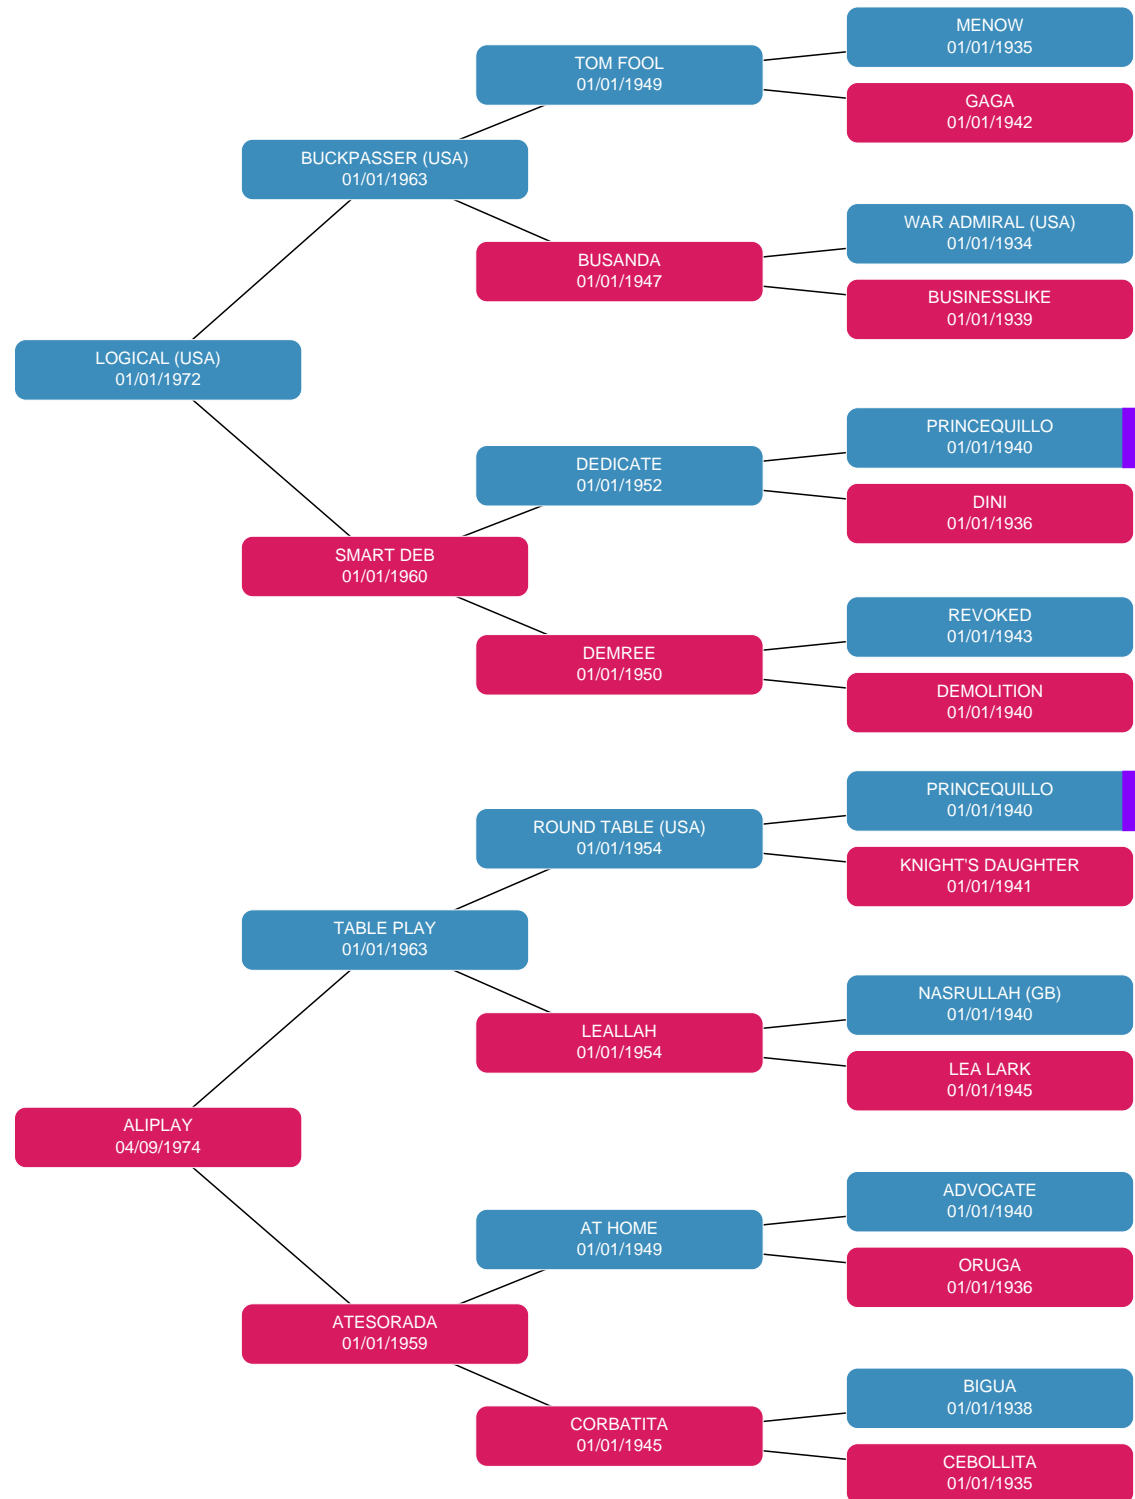 MENOW
01/01/1935
TOM FOOL
01/01/1949
GAGA
01/01/1942
BUCKPASSER (USA)
01/01/1963
WAR ADMIRAL (USA)
01/01/1934
BUSANDA
01/01/1947
BUSINESSLIKE
01/01/1939
LOGICAL (USA)
01/01/1972
PRINCEQUILLO
01/01/1940
DEDICATE
01/01/1952
DINI
01/01/1936
SMART DEB
01/01/1960
REVOKED
01/01/1943
DEMREE
01/01/1950
DEMOLITION
01/01/1940
PRINCEQUILLO
01/01/1940
ROUND TABLE (USA)
01/01/1954
KNIGHT'S DAUGHTER
01/01/1941
TABLE PLAY
01/01/1963
NASRULLAH (GB)
01/01/1940
LEALLAH
01/01/1954
LEA LARK
01/01/1945
ALIPLAY
04/09/1974
ADVOCATE
01/01/1940
AT HOME
01/01/1949
ORUGA
01/01/1936
ATESORADA
01/01/1959
BIGUA
01/01/1938
CORBATITA
01/01/1945
CEBOLLITA
01/01/1935